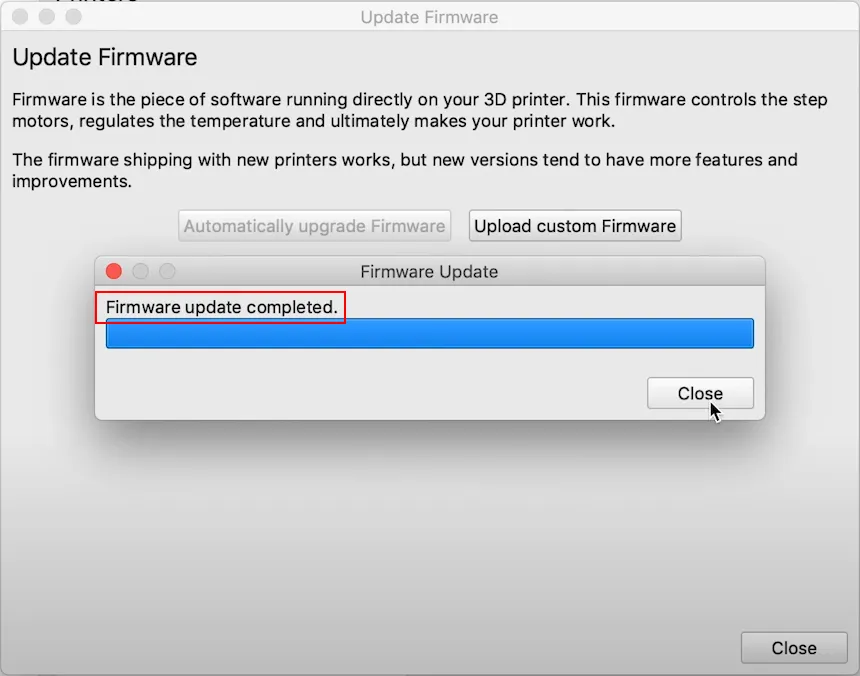 Update Firmware
Update Firmware
Firmware is the piece of software running directly on your 3D printer. This firmware controls the step
motors, regulates the temperature and ultimately makes your printer work.
The firmware shipping with new printers works, but new versions tend to have more features and
improvements.
Automatically upgrade Firmware
Upload custom Firmware
Firmware Update
Firmware update completed.
Close
Close